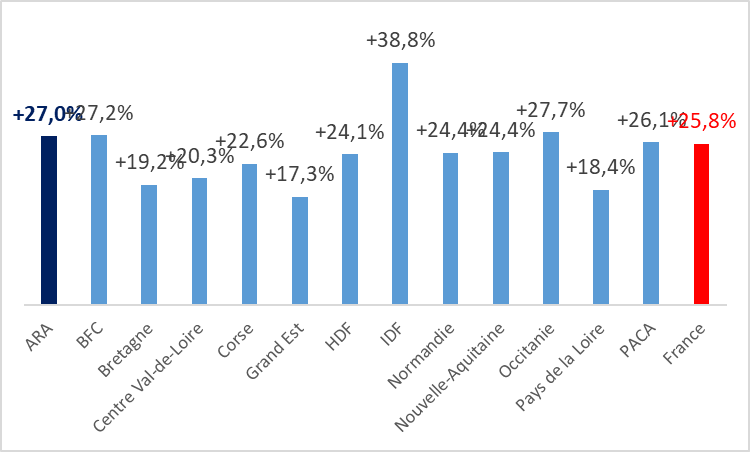 +27,0%
+27,2%
+19,2%
+20,3%
+22,6%
+17,3%
+24,1%
+38,8%
+24,4%
+24,4%
+27,7%
+18,4%
+26,1%
+25,8%
ARA
BFC
Bretagne
Centre Val-de-Loire
Corse
Grand Est
HDF
IDF
Normandie
Nouvelle-Aquitaine
Occitanie
Pays de la Loire
PACA
France